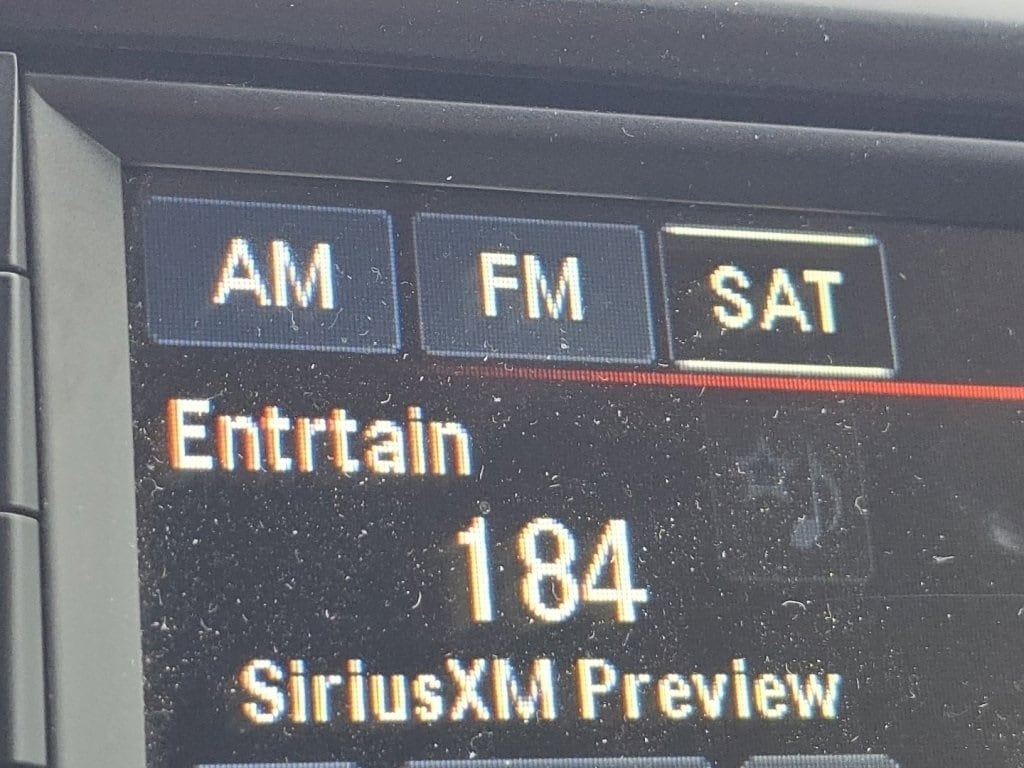 AM FM SAT
Entrtain
184
SiriusXM Preview